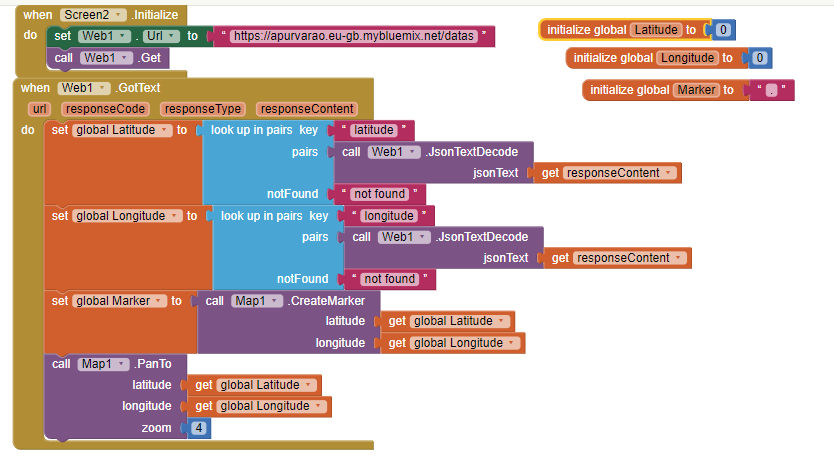 when Screen2 .Initialize
do set Web1 . Url to " https://apurvarao.eu-gb.mybluemix.net/datas "
call Web1 .Get
initialize global Latitude to 0
initialize global Longitude to 0
initialize global Marker to " . "
when Web1 .GotText
url responseCode responseType responseContent
do set global Latitude to look up in pairs key " latitude "
pairs call Web1 .JsonTextDecode
jsonText get responseContent
notFound " not found "
set global Longitude to look up in pairs key " longitude "
pairs call Web1 .JsonTextDecode
jsonText get responseContent
notFound " not found "
set global Marker to call Map1 .CreateMarker
latitude get global Latitude
longitude get global Longitude
call Map1 .PanTo
latitude get global Latitude
longitude get global Longitude
zoom 4